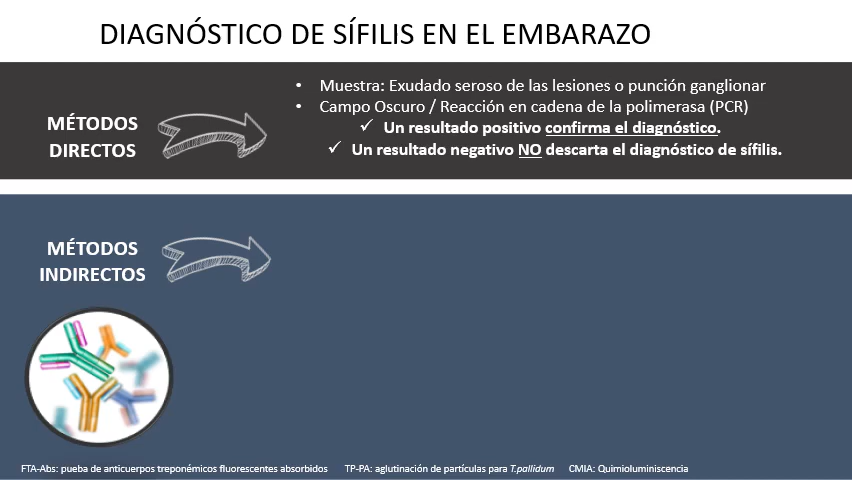 DIAGNÓSTICO DE SÍFILIS EN EL EMBARAZO
MÉTODOS
DIRECTOS
• Muestra: Exudado seroso de las lesiones o punción ganglionar
• Campo Oscuro / Reacción en cadena de la polimerasa (PCR)
✓ Un resultado positivo confirma el diagnóstico.
✓ Un resultado negativo NO descarta el diagnóstico de sífilis.
MÉTODOS
INDIRECTOS
FTA-Abs: pueba de anticuerpos treponémicos fluorescentes absorbidos TP-PA: aglutinación de partículas para T.pallidum CMIA: Quimioluminiscencia